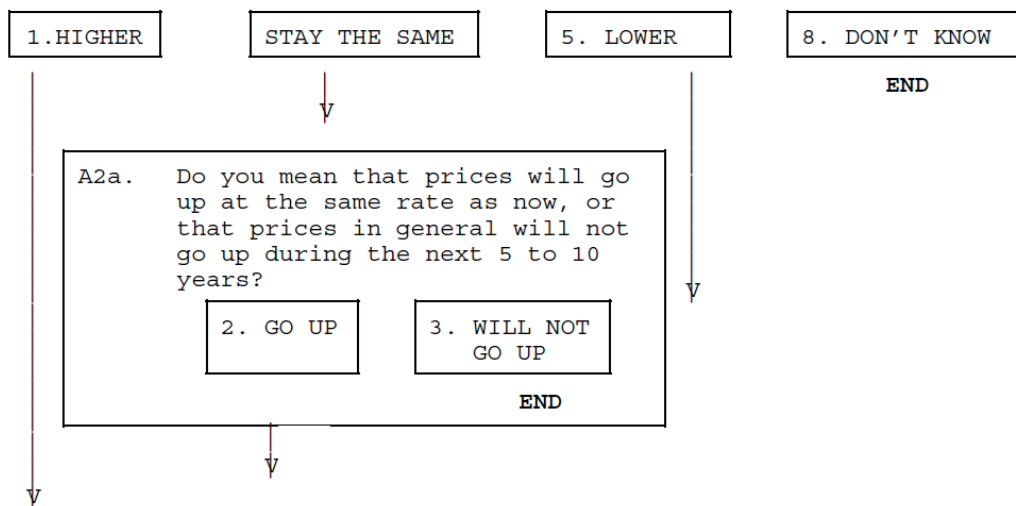 1.HIGHER
STAY THE SAME
5. LOWER
8. DON'T KNOW
END
V
A2a. Do you mean that prices will go
up at the same rate as now, or
that prices in general will not
go up during the next 5 to 10
years?
V
2. GO UP
3. WILL NOT
GO UP
END
V
V